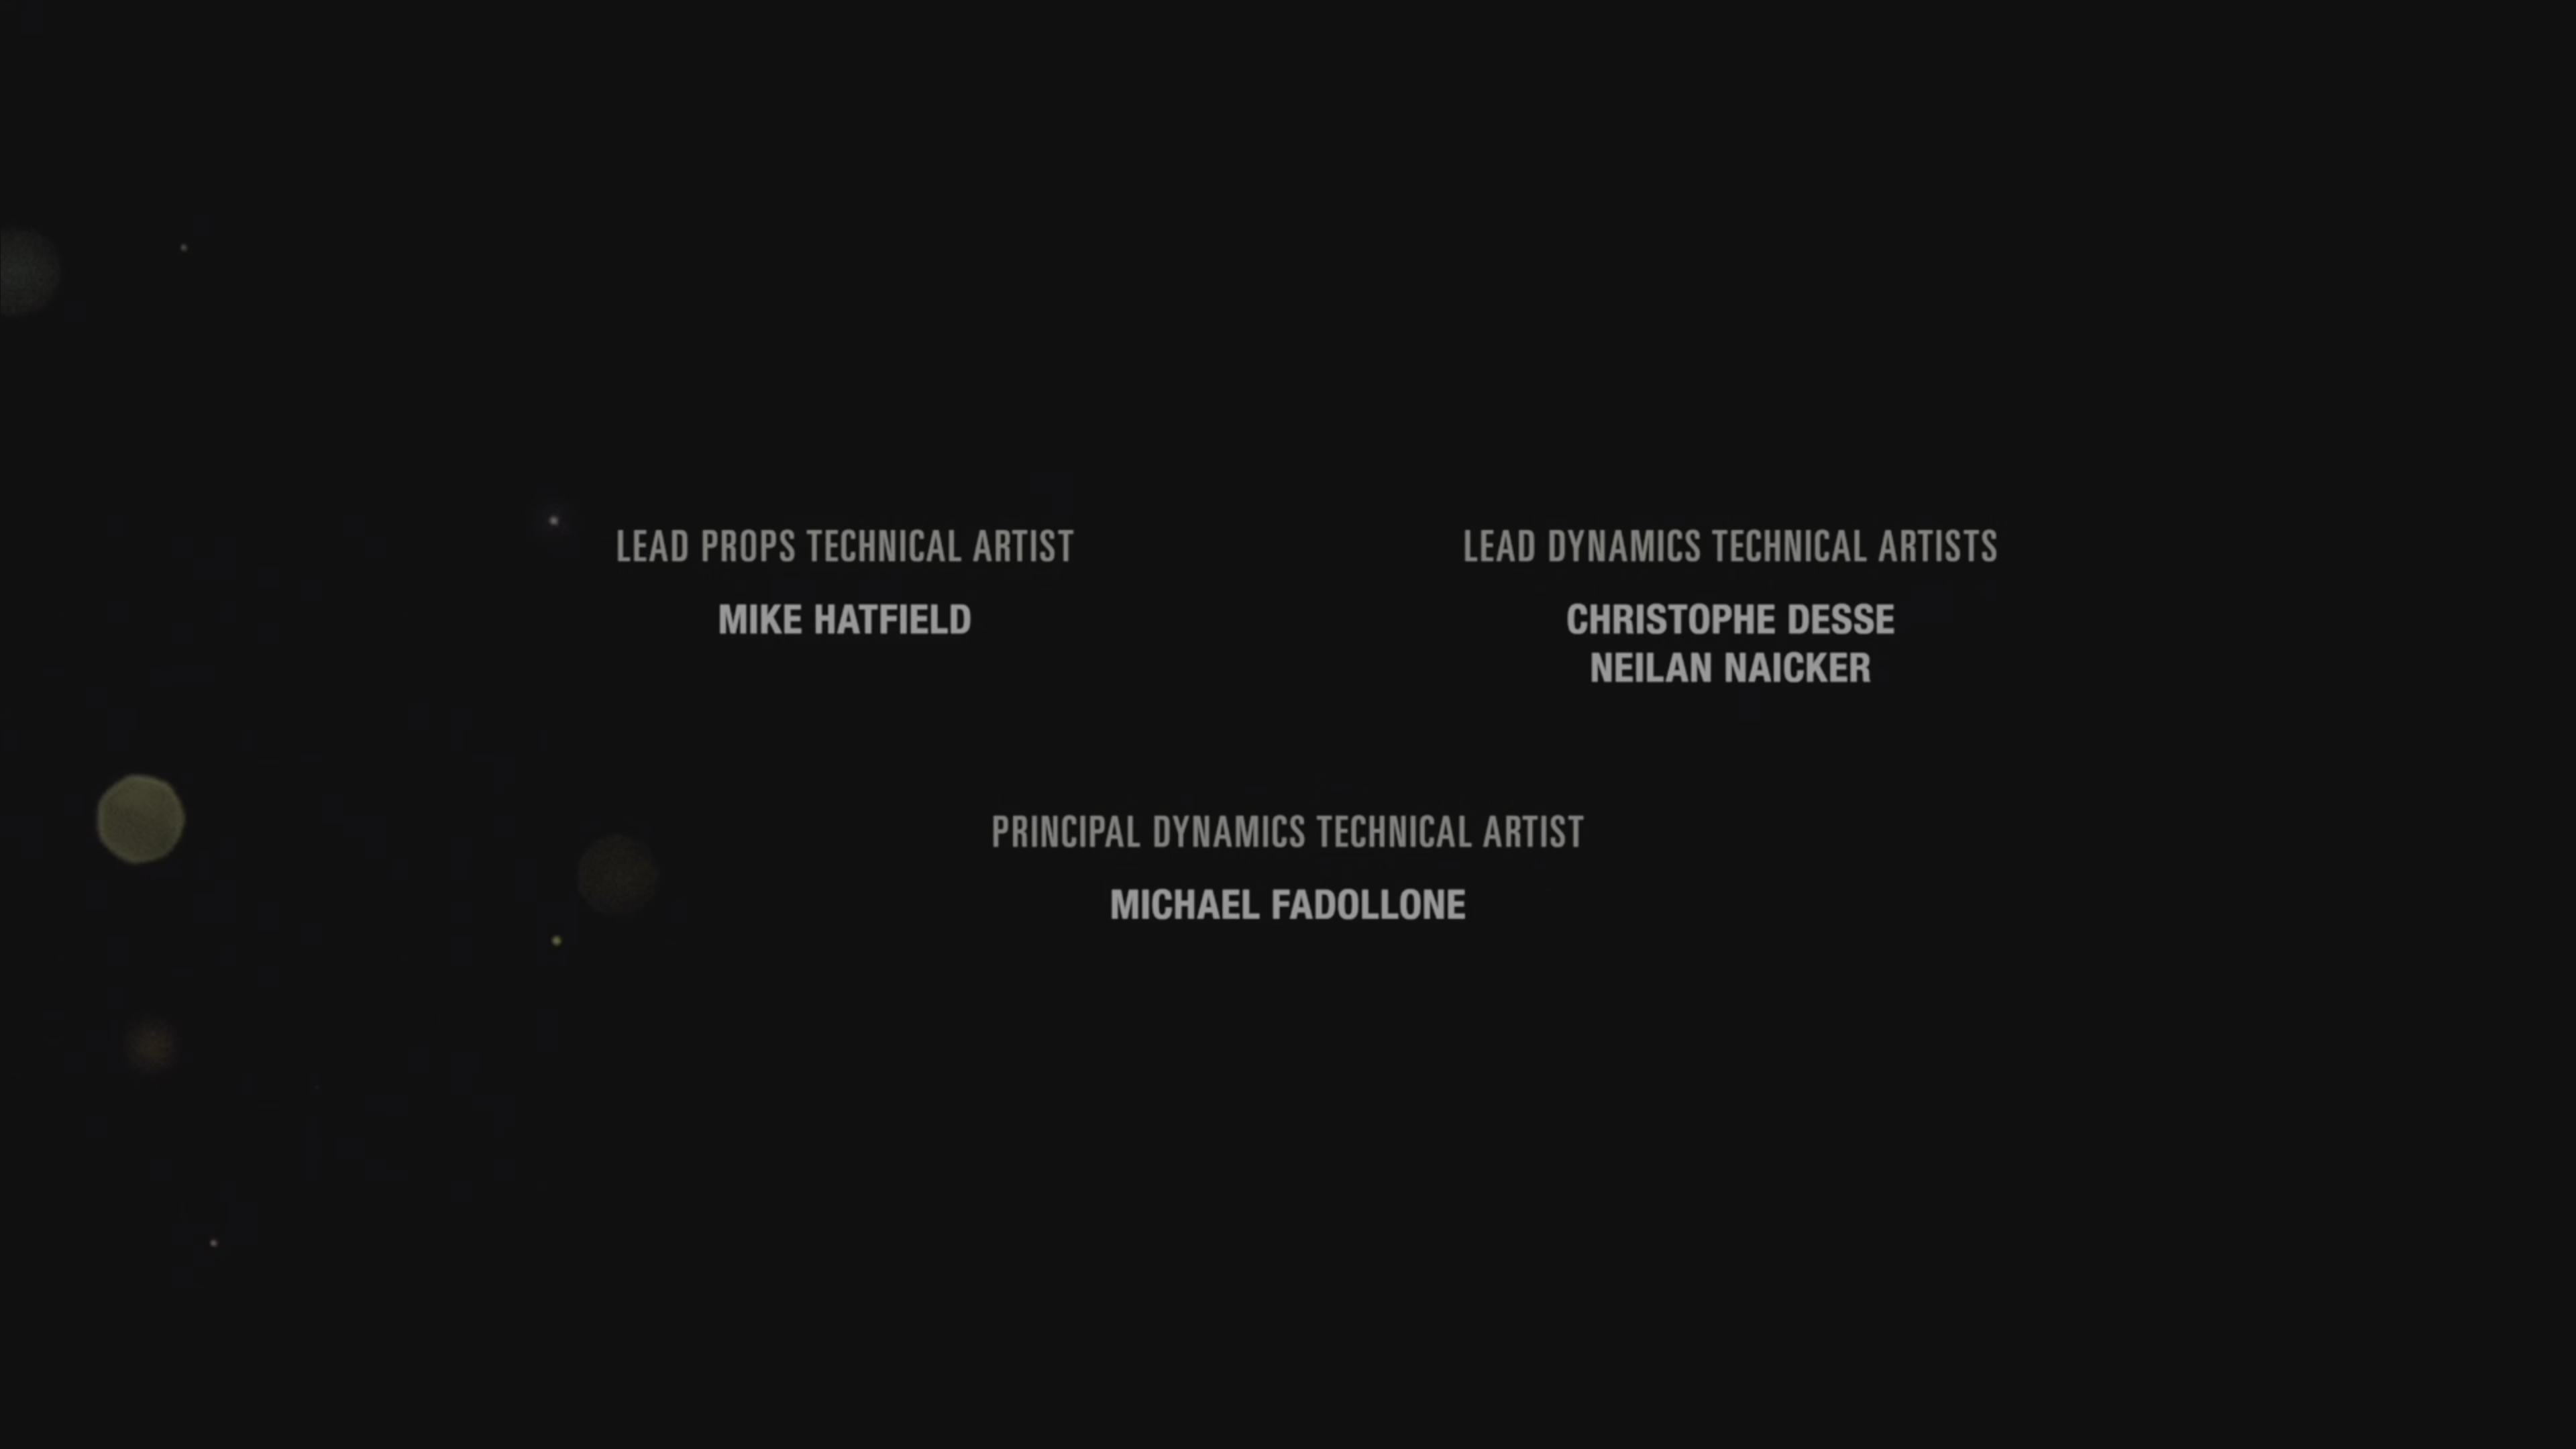 LEAD PROPS TECHNICAL ARTIST
MIKE HATFIELD
LEAD DYNAMICS TECHNICAL ARTISTS
CHRISTOPHE DESSE
NEILAN NAICKER
PRINCIPAL DYNAMICS TECHNICAL ARTIST
MICHAEL FADOLLONE